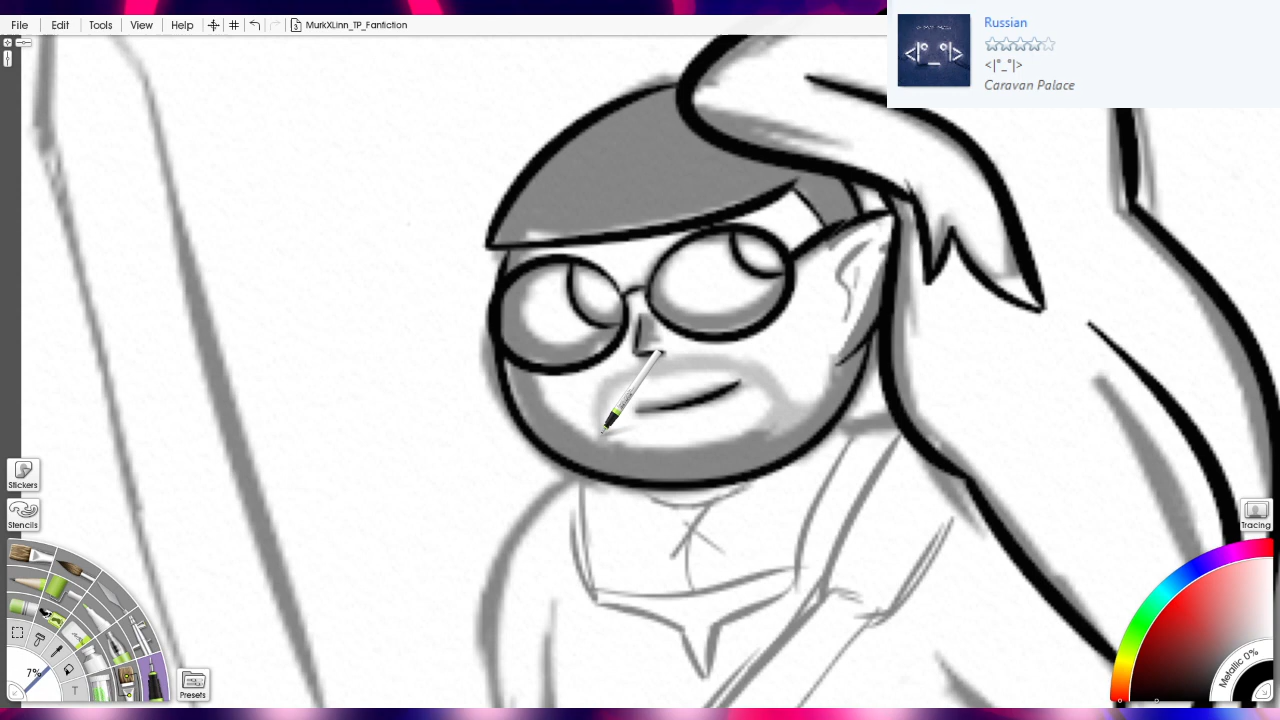 File Edit Tools View Help MurkXLinn_TP_Fanfiction
Russian
<|°_°|>
Caravan Palace
<|°_°|>
Stickers
Stencils
7%
T
Presets
Tracing
Metallic 0%